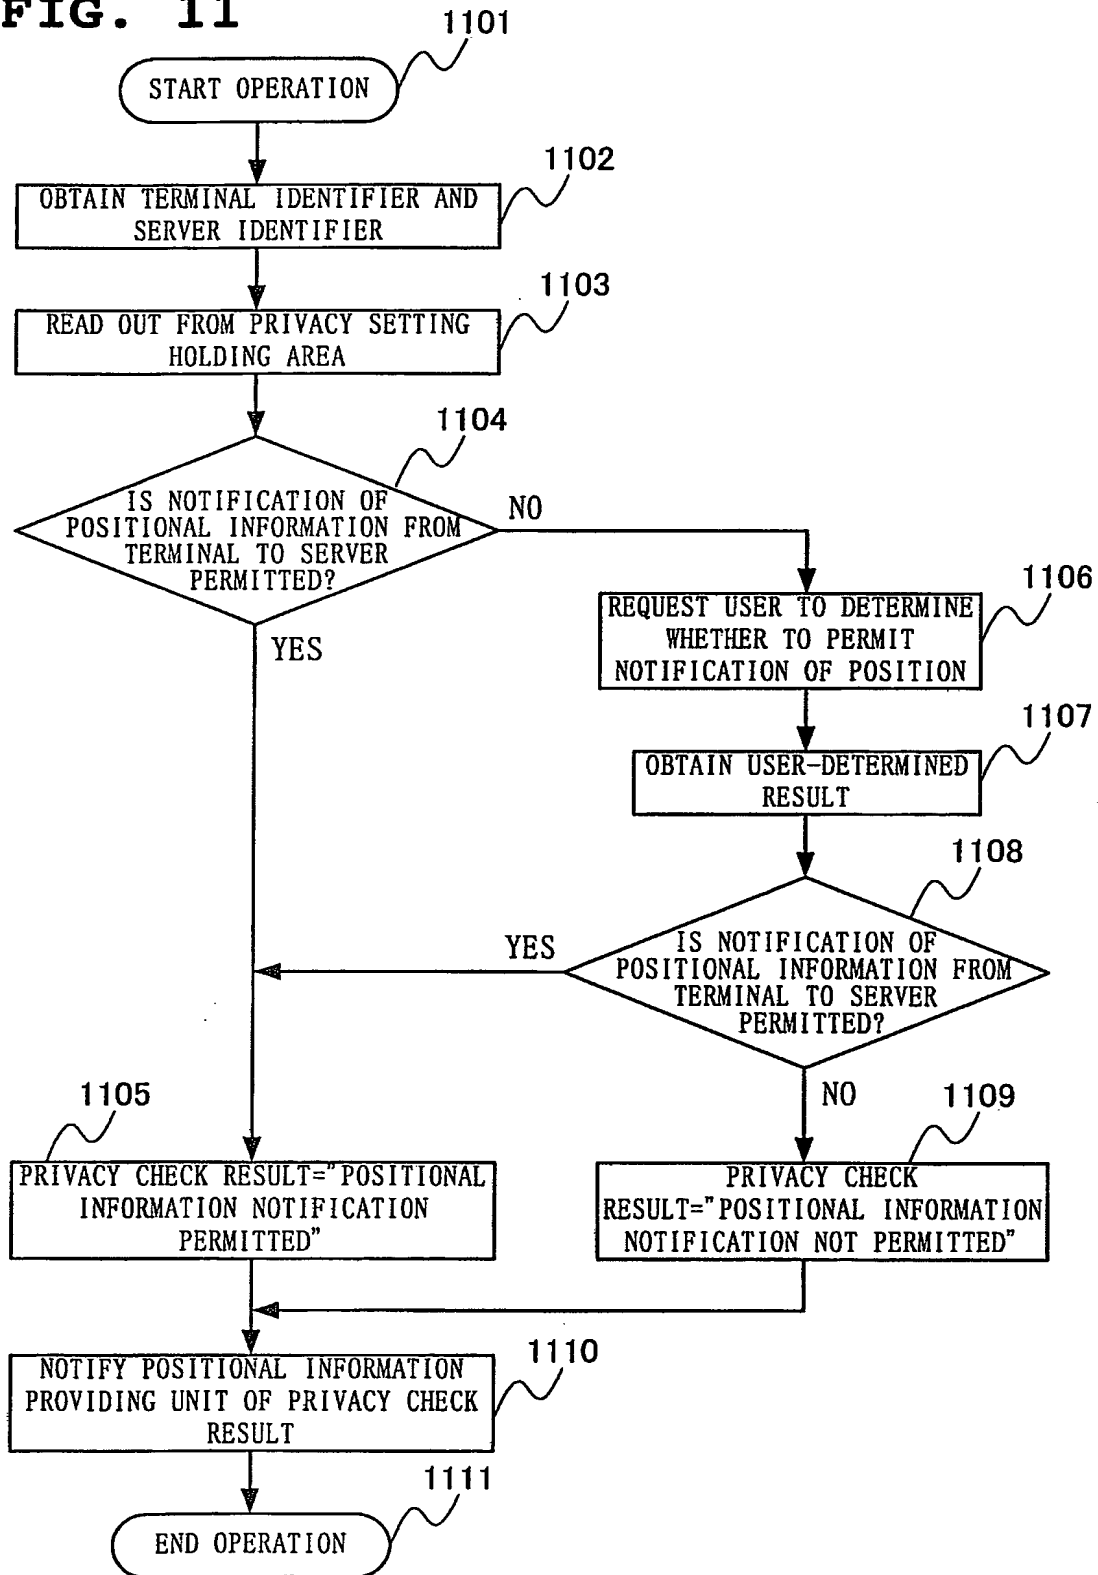 FIG. 11
1101
START OPERATION
1102
OBTAIN TERMINAL IDENTIFIER AND
SERVER IDENTIFIER
1103
READ OUT FROM PRIVACY SETTING
HOLDING AREA
1104
IS NOTIFICATION OF
POSITIONAL INFORMATION FROM
TERMINAL TO SERVER
PERMITTED?
NO
YES
1106
REQUEST USER TO DETERMINE
WHETHER TO PERMIT
NOTIFICATION OF POSITION
1107
OBTAIN USER-DETERMINED
RESULT
1108
IS NOTIFICATION OF
POSITIONAL INFORMATION FROM
TERMINAL TO SERVER
PERMITTED?
YES
NO
1105
PRIVACY CHECK RESULT="POSITIONAL
INFORMATION NOTIFICATION
PERMITTED"
1109
PRIVACY CHECK
RESULT="POSITIONAL INFORMATION
NOTIFICATION NOT PERMITTED"
1110
NOTIFY POSITIONAL INFORMATION
PROVIDING UNIT OF PRIVACY CHECK
RESULT
1111
END OPERATION